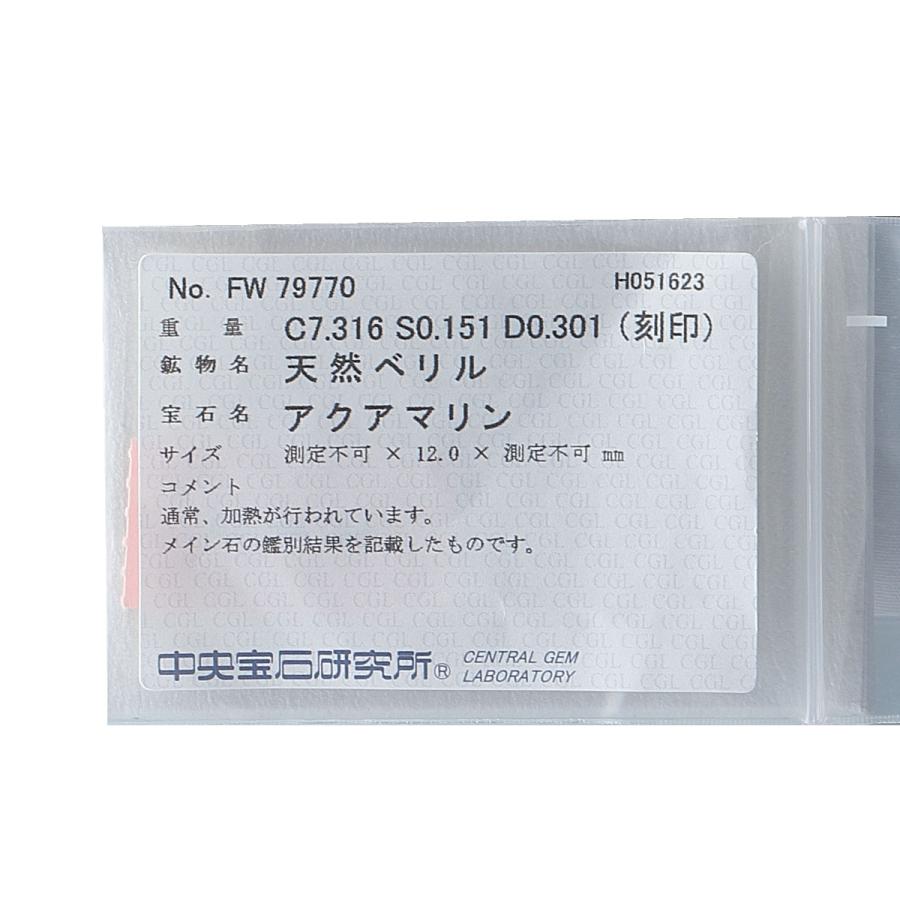 No. FW 79770 H051623
重 量 C7.316 S0.151 D0.301 (刻印)
鉱 物 名 天然ベリル
宝 石 名 アクアマリン
サイズ 測定不可 × 12.0 × 測定不可 mm
コメント
通常、加熱が行われています。
メイン石の鑑別結果を記載したものです。
中央宝石研究所® CENTRAL GEM
LABORATORY